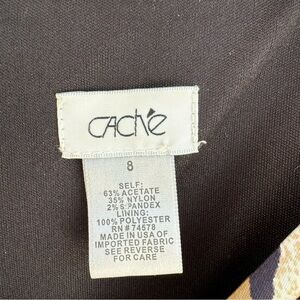 CACHÉ
8
SELF:
63% ACETATE
35% NYLON
2% SPANDEX
LINING:
100% POLYESTER
RN # 74578
MADE IN USA OF
IMPORTED FABRIC
SEE REVERSE
FOR CARE